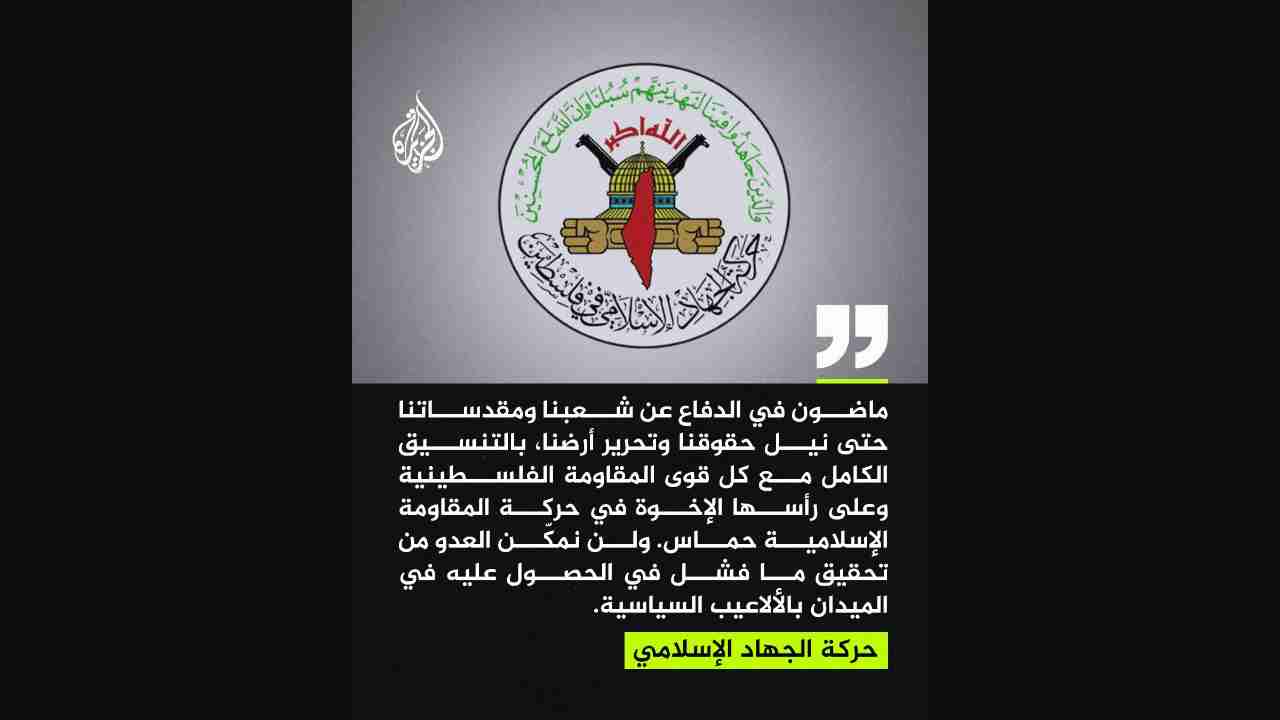 والذين جاهدوا فينا لنهدينهم سبلنا وإن الله لمع المحسنين
الله اكبر
حركة الجهاد الإسلامي في فلسطين
الجزيرة
ماضون في الدفاع عن شعبنا ومقدساتنا
حتى نيل حقوقنا وتحرير أرضنا، بالتنسيق
الكامل مع كل قوى المقاومة الفلسطينية
وعلى رأسها الإخوة في حركة المقاومة
الإسلامية حماس. ولن نمكّن العدو من
تحقيق ما فشل في الحصول عليه في
الميدان بالألاعيب السياسية.
حركة الجهاد الإسلامي